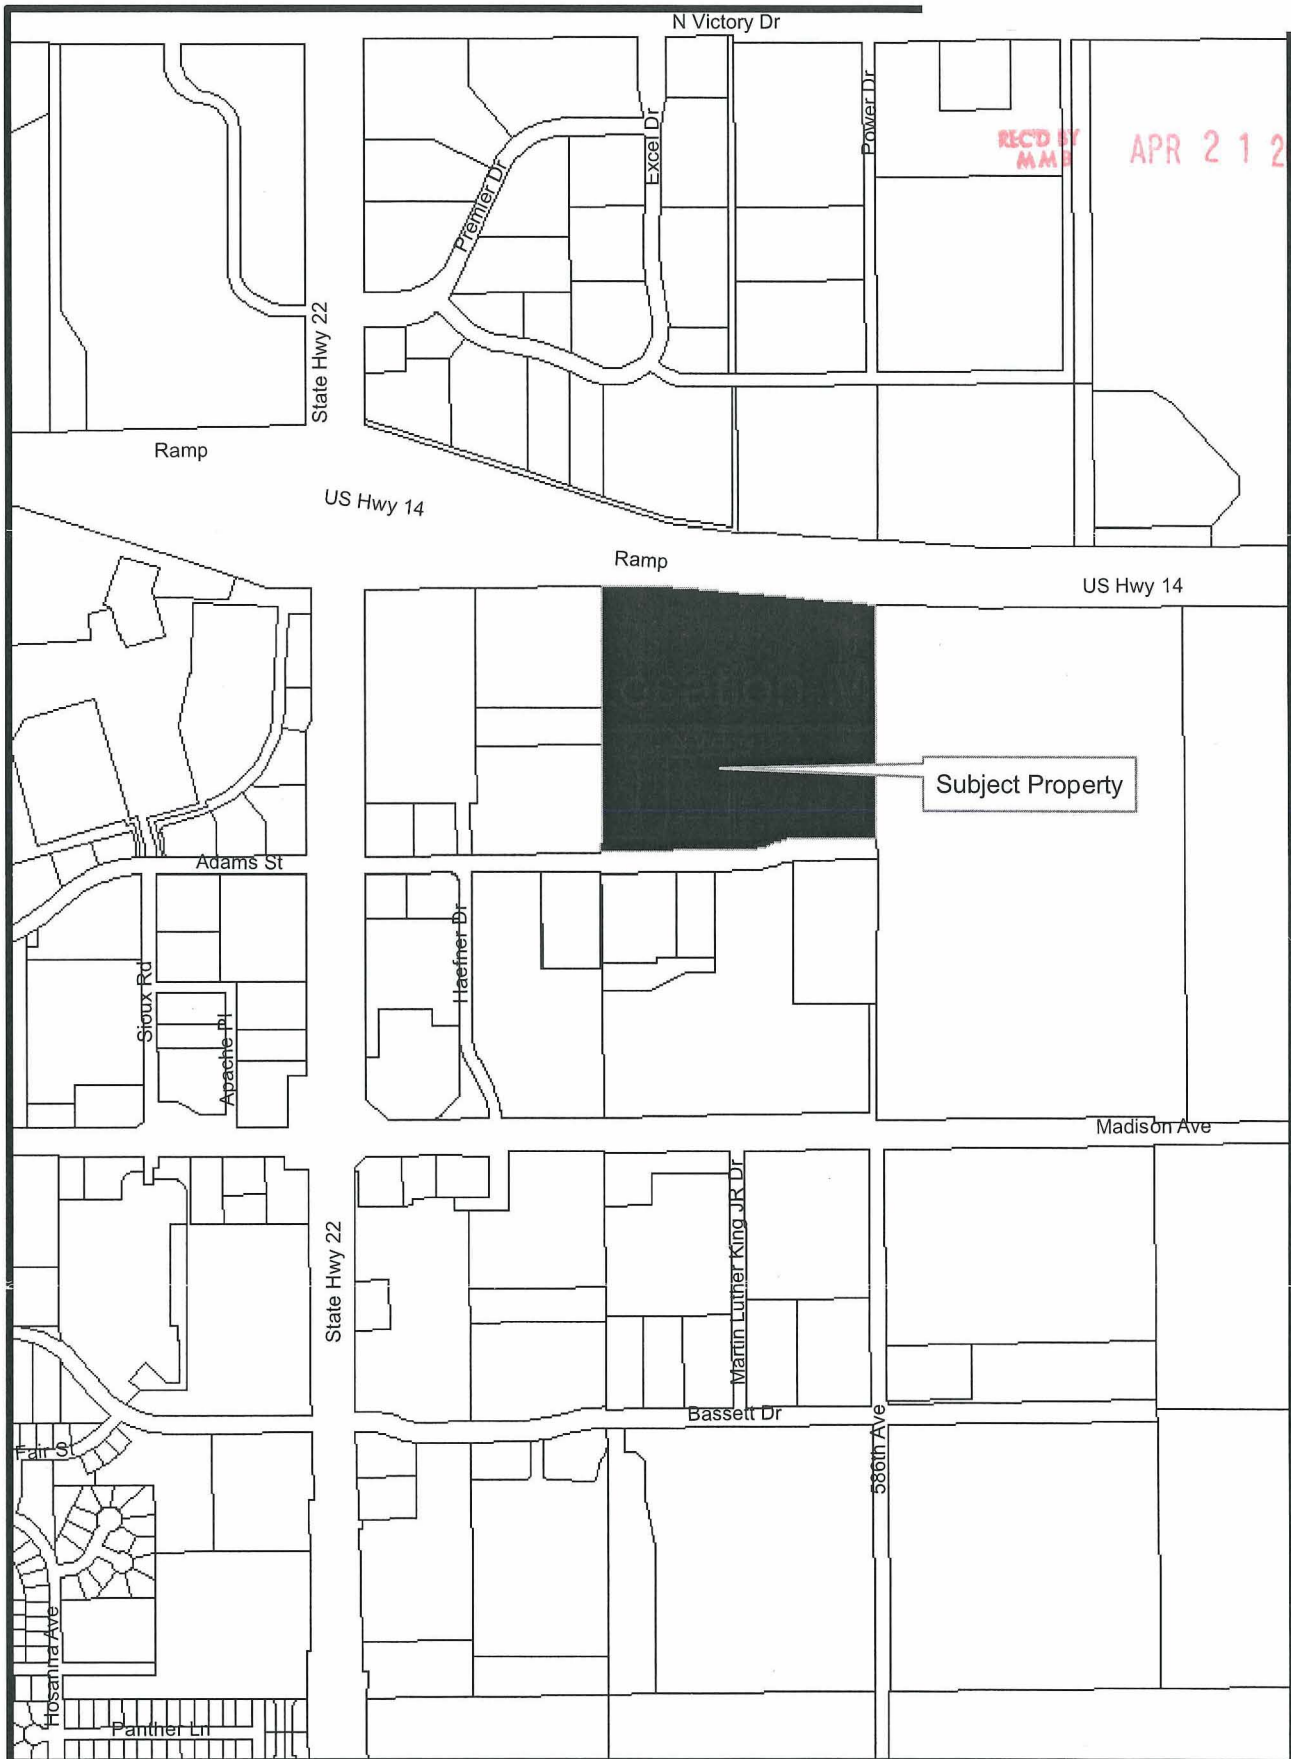 N Victory Dr
Power Dr
Excel Dr
REC'D BY
MMB
APR 2 1 2
Premier Dr
State Hwy 22
Ramp
US Hwy 14
Ramp
US Hwy 14
Subject Property
Adams St
Haefner Dr
Sioux Rd
Apache Pl
Madison Ave
Martin Luther King JR Dr
State Hwy 22
Bassett Dr
586th Ave
Fair St
Hosanna Ave
Panther Ln